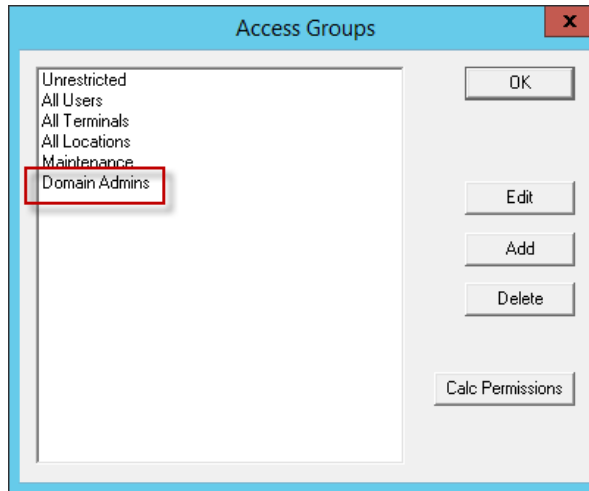 Access Groups
x
Unrestricted
All Users
All Terminals
All Locations
Maintenance
Domain Admins
OK
Edit
Add
Delete
Calc Permissions